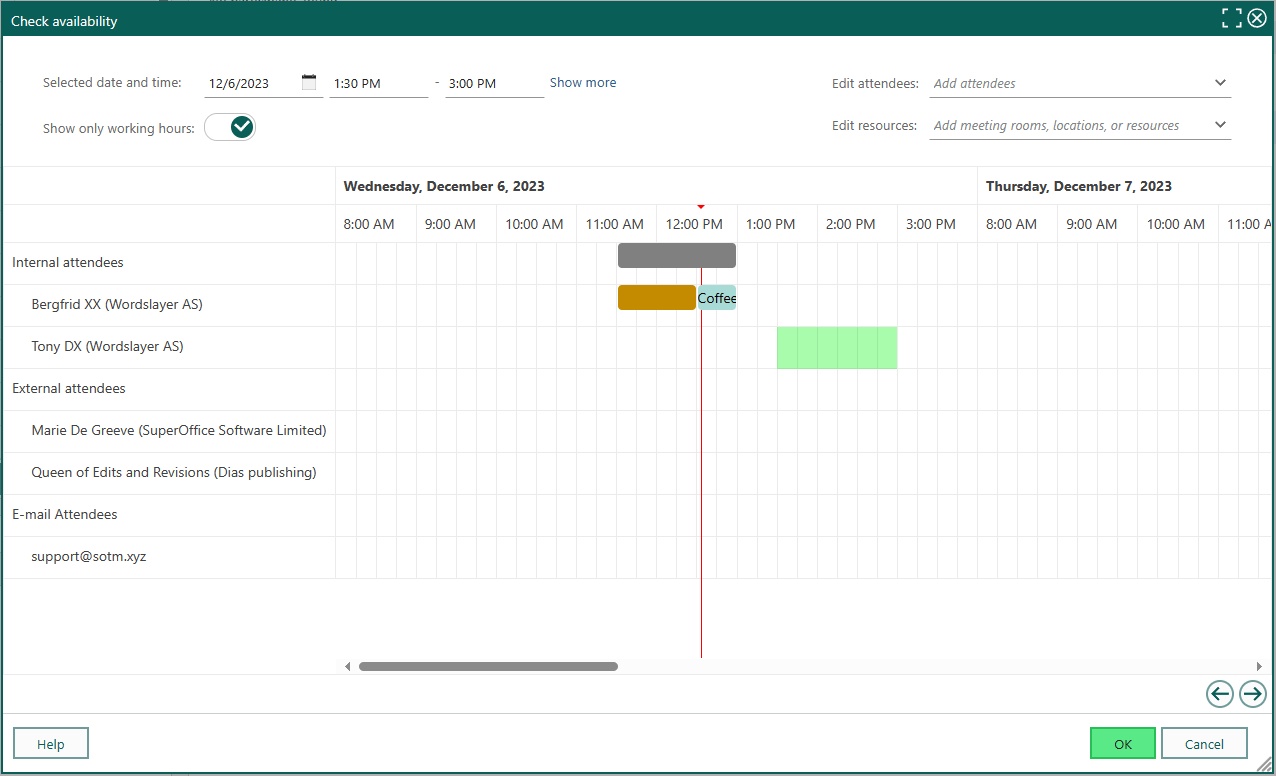 Check availability
Selected date and time: 12/6/2023 1:30 PM - 3:00 PM Show more
Edit attendees: Add attendees
Show only working hours:
Edit resources: Add meeting rooms, locations, or resources
Wednesday, December 6, 2023 Thursday, December 7, 2023
8:00 AM 9:00 AM 10:00 AM 11:00 AM 12:00 PM 1:00 PM 2:00 PM 3:00 PM 8:00 AM 9:00 AM 10:00 AM 11:00 A
Internal attendees
Bergfrid XX (Wordslayer AS) Coffee
Tony DX (Wordslayer AS)
External attendees
Marie De Greeve (SuperOffice Software Limited)
Queen of Edits and Revisions (Dias publishing)
E-mail Attendees
support@sotm.xyz
Help OK Cancel